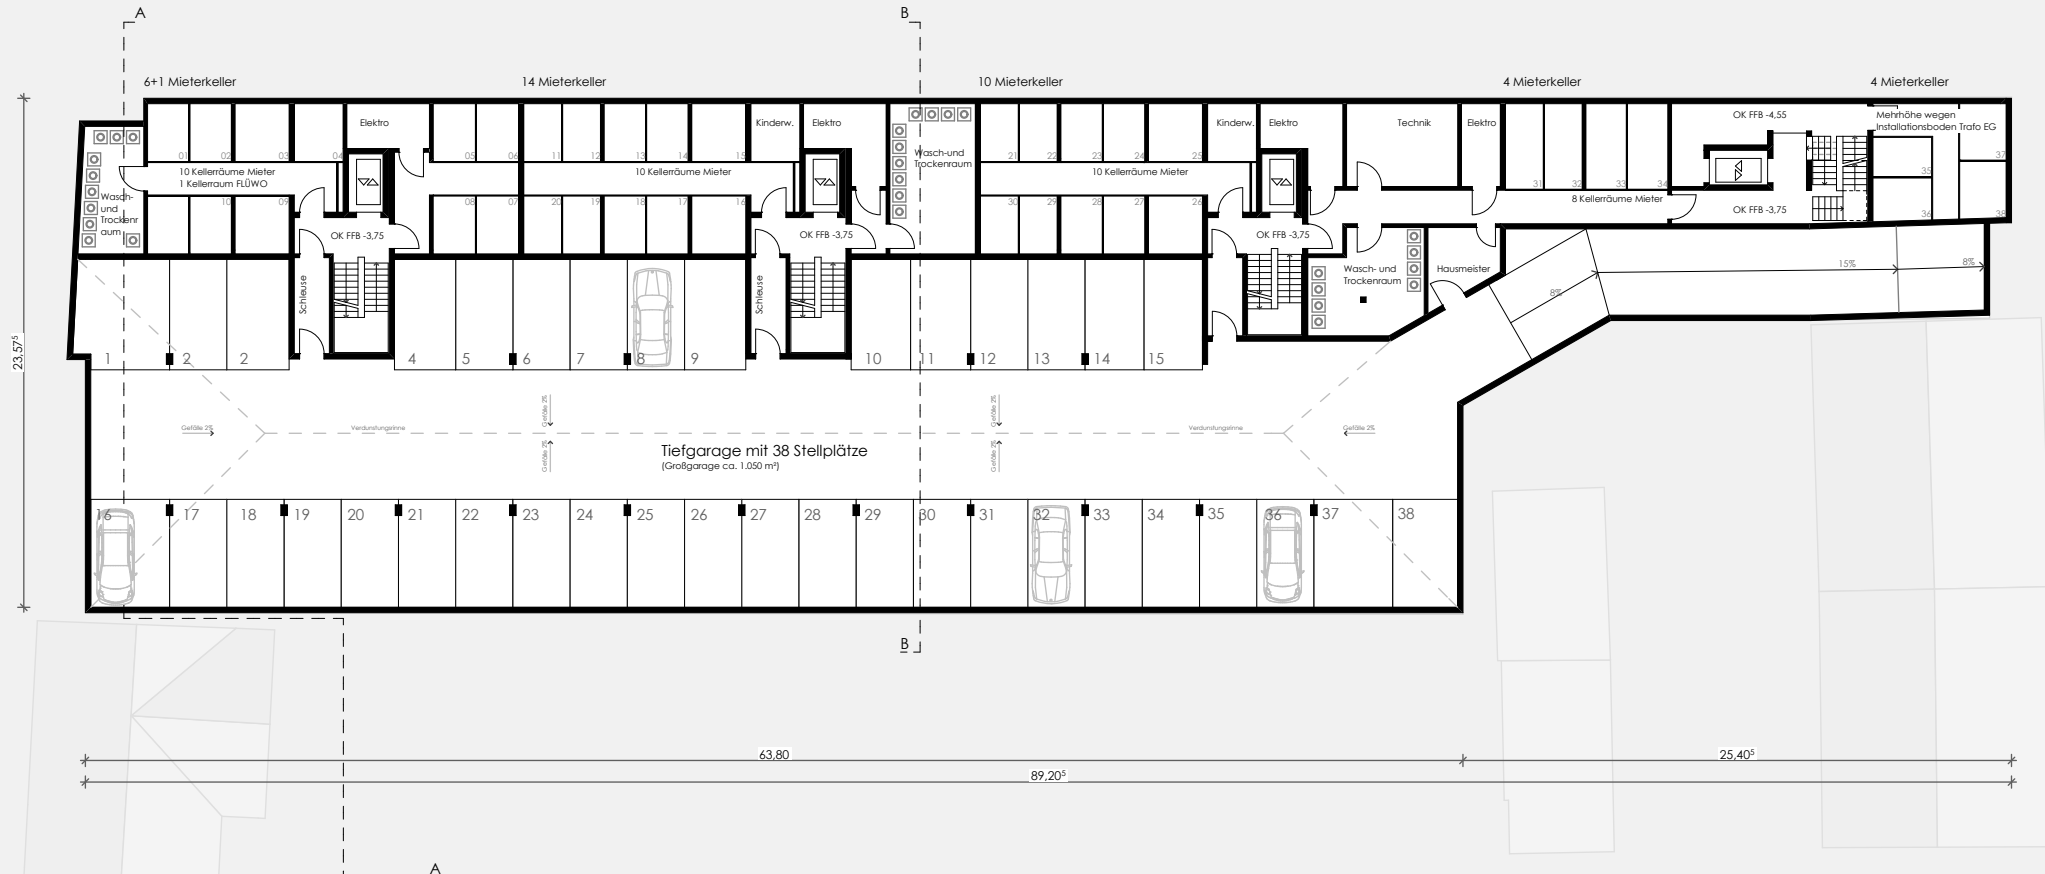 A
B
6+1 Mieterkeller
14 Mieterkeller
10 Mieterkeller
4 Mieterkeller
4 Mieterkeller
Elektro
Kinderw.
Elektro
Kinderw.
Elektro
Technik
Elektro
OK FFB -4,55
Mehrhöhe wegen
Installationsboden Trafo EG
01
02
03
04
05
06
11
12
13
14
15
21
22
23
24
25
31
32
33
34
35
37
Wasch-und
Trockenraum
10 Kellerräume Mieter
1 Kellerraum FLÜWO
10 Kellerräume Mieter
10 Kellerräume Mieter
8 Kellerräume Mieter
Wasch-
und
Trockenr
aum
10
09
08
07
20
19
18
17
16
30
29
28
27
26
36
38
OK FFB -3,75
OK FFB -3,75
OK FFB -3,75
OK FFB -3,75
Schleuse
Schleuse
Wasch- und
Trockenraum
Hausmeister
8%
15%
8%
23,57⁵
1
2
2
4
5
6
7
8
9
10
11
12
13
14
15
Gefälle 2%
Verdunstungsrinne
Gefälle 2%
Gefälle 2%
Gefälle 2%
Gefälle 2%
Verdunstungsrinne
Gefälle 2%
Tiefgarage mit 38 Stellplätze
(Großgarage ca. 1.050 m²)
16
17
18
19
20
21
22
23
24
25
26
27
28
29
30
31
32
33
34
35
36
37
38
B
63,80
25,40⁵
89,20⁵
A